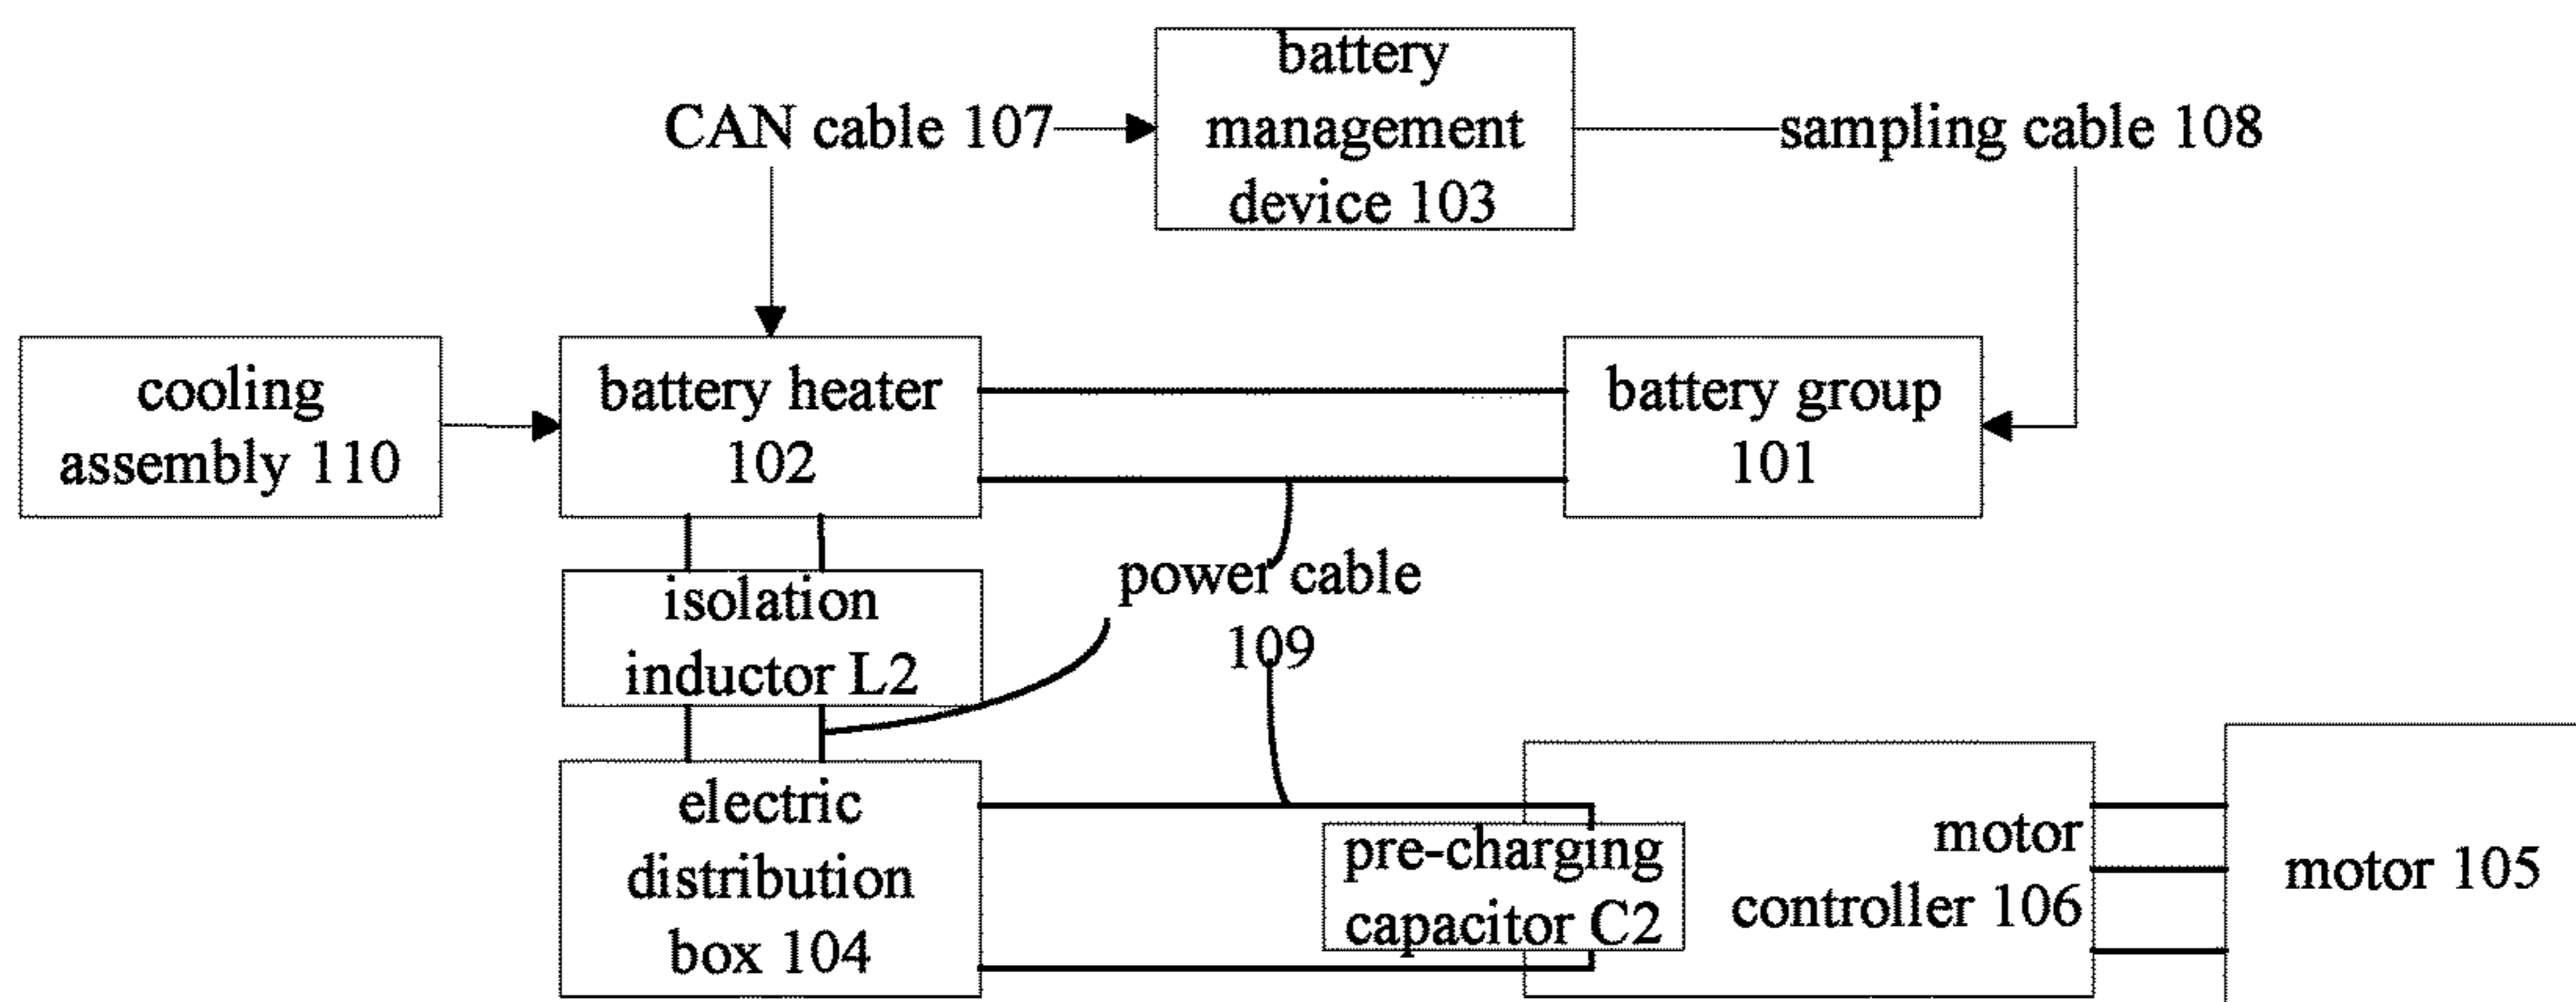 battery
management
device 103
CAN cable 107
sampling cable 108
cooling
assembly 110
battery heater
102
battery group
101
isolation
inductor L2
power cable
109
electric
distribution
box 104
pre-charging
capacitor C2
motor
controller 106
motor 105